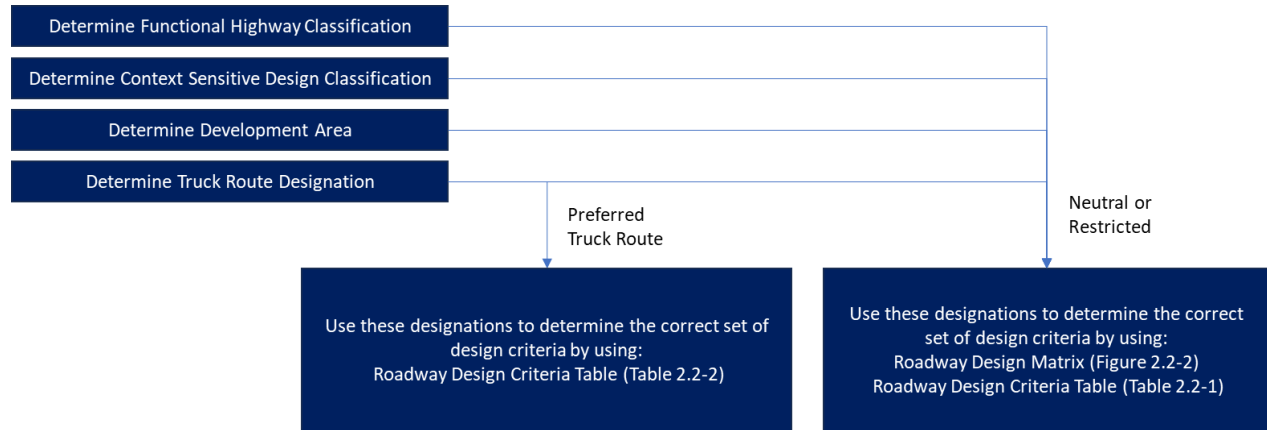 Determine Functional Highway Classification
Determine Context Sensitive Design Classification
Determine Development Area
Determine Truck Route Designation
Preferred
Truck Route
Neutral or
Restricted
Use these designations to determine the correct set of
design criteria by using:
Roadway Design Criteria Table (Table 2.2-2)
Use these designations to determine the correct
set of design criteria by using:
Roadway Design Matrix (Figure 2.2-2)
Roadway Design Criteria Table (Table 2.2-1)